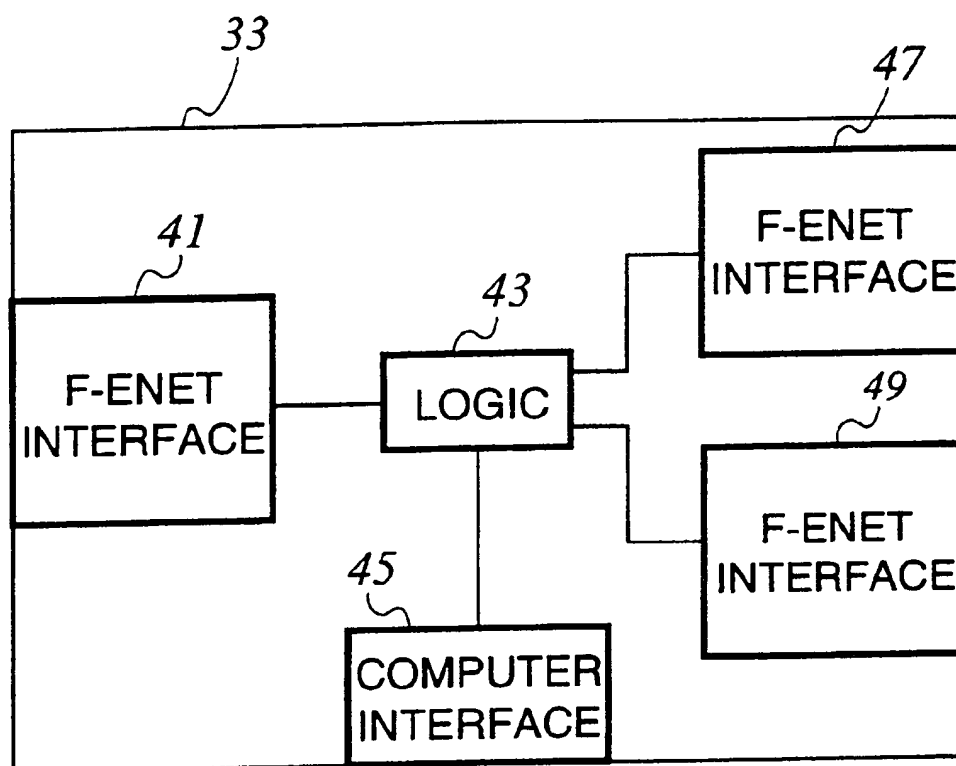 33
47
F-ENET
INTERFACE
41
F-ENET
INTERFACE
43
LOGIC
49
F-ENET
INTERFACE
45
COMPUTER
INTERFACE